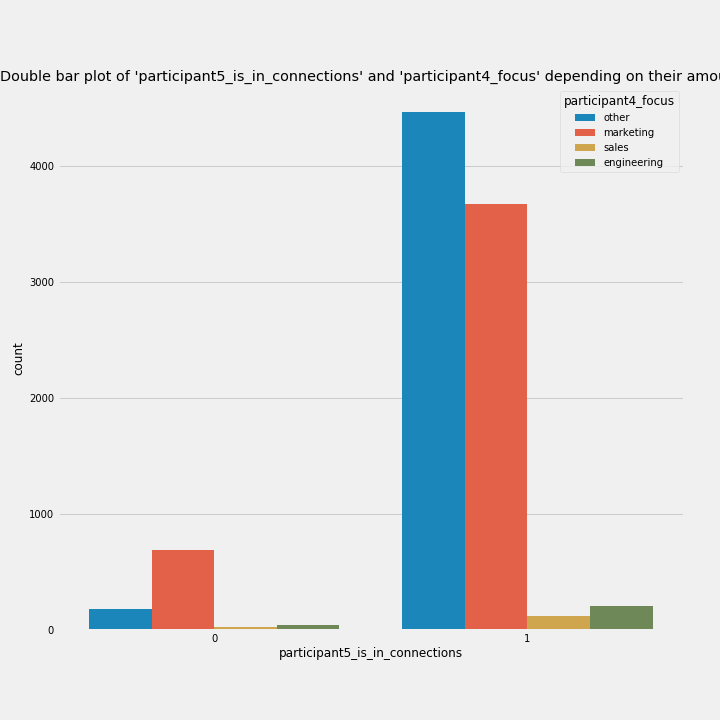 Double bar plot of 'participant5_is_in_connections' and 'participant4_focus' depending on their
participant4_focus
other
marketing
sales
engineering
4000
3000
2000
1000
0
count
0
1
participant5_is_in_connections